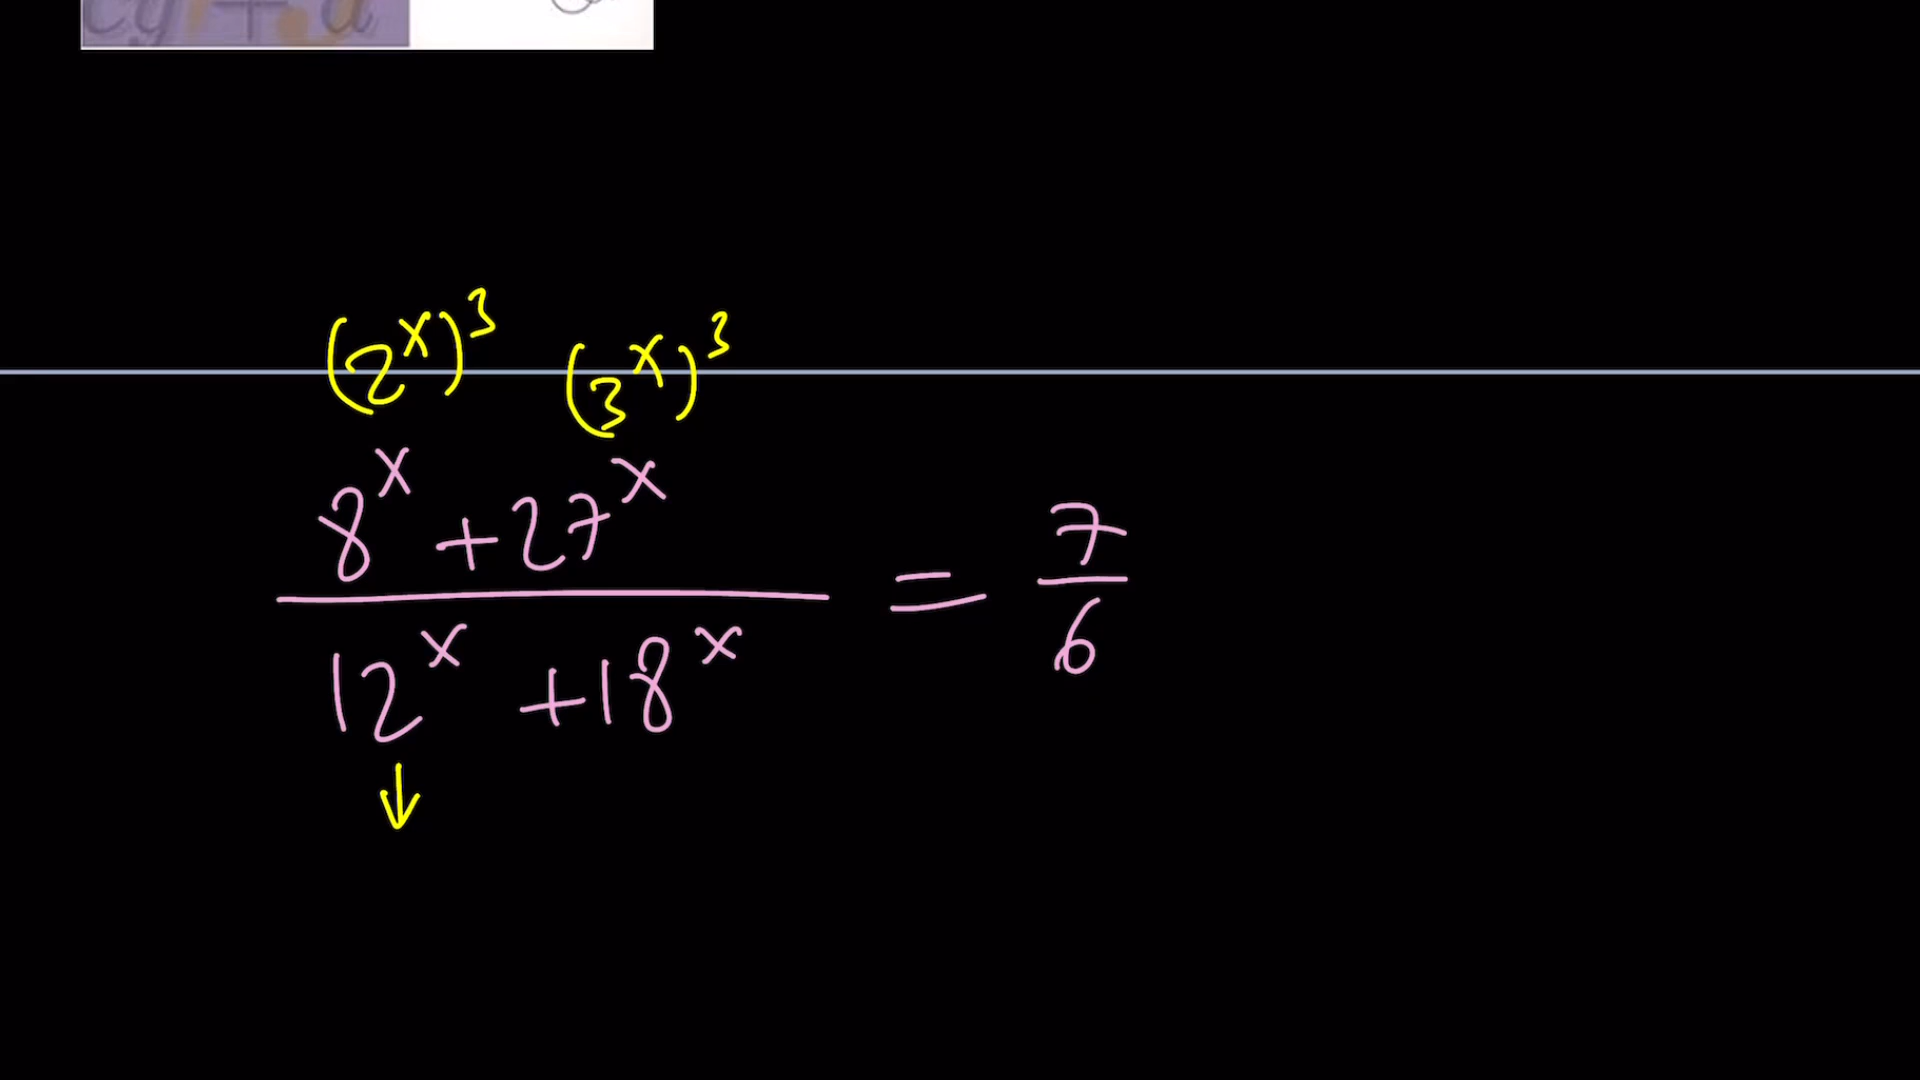 (2^x)^3 (3^x)^3
8^x + 27^x
12^x + 18^x
= 7/6